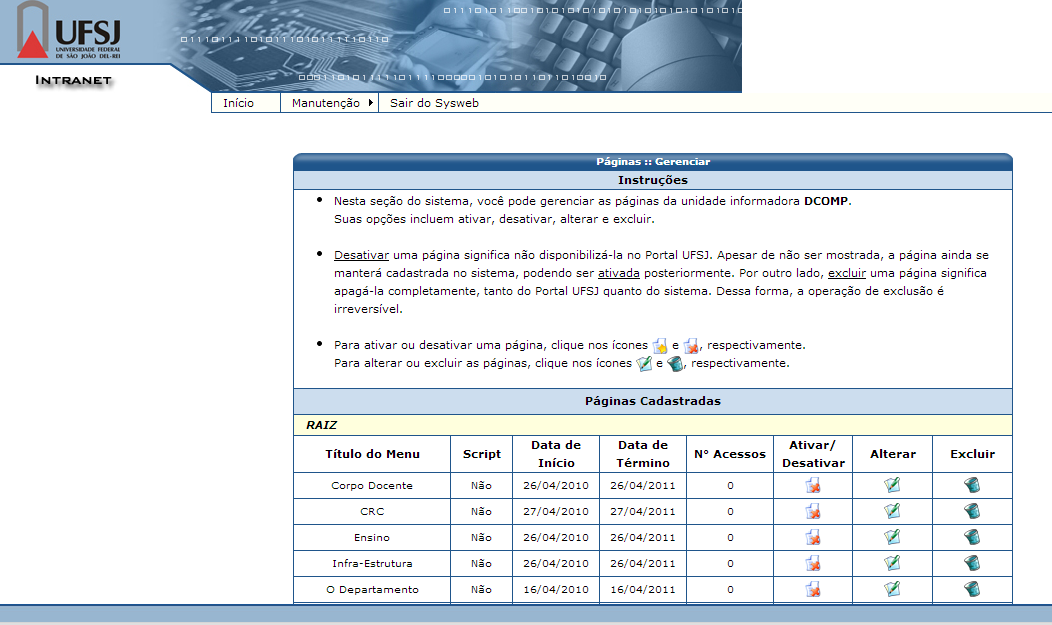 UFSJ
UNIVERSIDADE FEDERAL
DE SÃO JOÃO DEL-REI
INTRANET
Início
Manutenção
Sair do Sysweb
Páginas :: Gerenciar
Instruções
Nesta seção do sistema, você pode gerenciar as páginas da unidade informadora DCOMP.
Suas opções incluem ativar, desativar, alterar e excluir.
Desativar uma página significa não disponibilizá-la no Portal UFSJ. Apesar de não ser mostrada, a página ainda se
manterá cadastrada no sistema, podendo ser ativada posteriormente. Por outro lado, excluir uma página significa
apagá-la completamente, tanto do Portal UFSJ quanto do sistema. Dessa forma, a operação de exclusão é
irreversível.
Para ativar ou desativar uma página, clique nos ícones e , respectivamente.
Para alterar ou excluir as páginas, clique nos ícones e , respectivamente.
Páginas Cadastradas
RAIZ
Título do Menu Script Data de Início Data de Término N° Acessos Ativar/ Desativar Alterar Excluir
Corpo Docente Não 26/04/2010 26/04/2011 0
CRC Não 27/04/2010 27/04/2011 0
Ensino Não 26/04/2010 26/04/2011 0
Infra-Estrutura Não 26/04/2010 26/04/2011 0
O Departamento Não 16/04/2010 16/04/2011 0